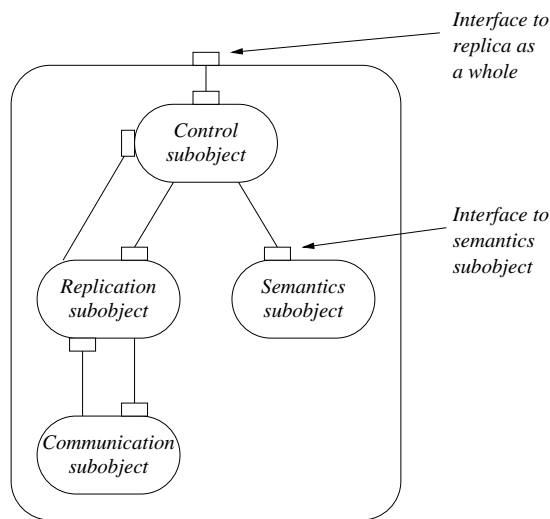 Interface to
replica as
a whole
Control
subobject
Interface to
semantics
subobject
Replication
subobject
Semantics
subobject
Communication
subobject